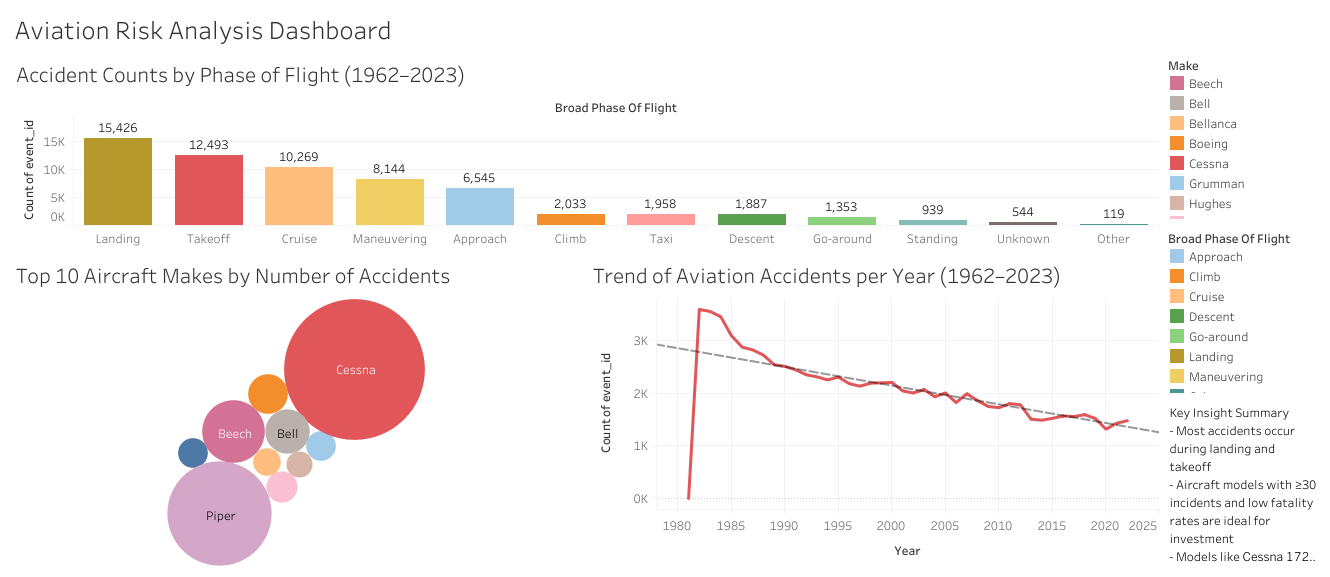 Aviation Risk Analysis Dashboard
Accident Counts by Phase of Flight (1962–2023)
Broad Phase Of Flight
Count of event_id
15K
10K
5K
0K
15,426
12,493
10,269
8,144
6,545
2,033
1,958
1,887
1,353
939
544
119
Landing
Takeoff
Cruise
Maneuvering
Approach
Climb
Taxi
Descent
Go-around
Standing
Unknown
Other
Top 10 Aircraft Makes by Number of Accidents
Cessna
Beech
Bell
Piper
Trend of Aviation Accidents per Year (1962–2023)
Count of event_id
3K
2K
1K
0K
1980
1985
1990
1995
2000
2005
2010
2015
2020
2025
Year
Make
Beech
Bell
Bellanca
Boeing
Cessna
Grumman
Hughes
Broad Phase Of Flight
Approach
Climb
Cruise
Descent
Go-around
Landing
Maneuvering
Key Insight Summary
- Most accidents occur
during landing and
takeoff
- Aircraft models with ≥30
incidents and low fatality
rates are ideal for
investment
- Models like Cessna 172..